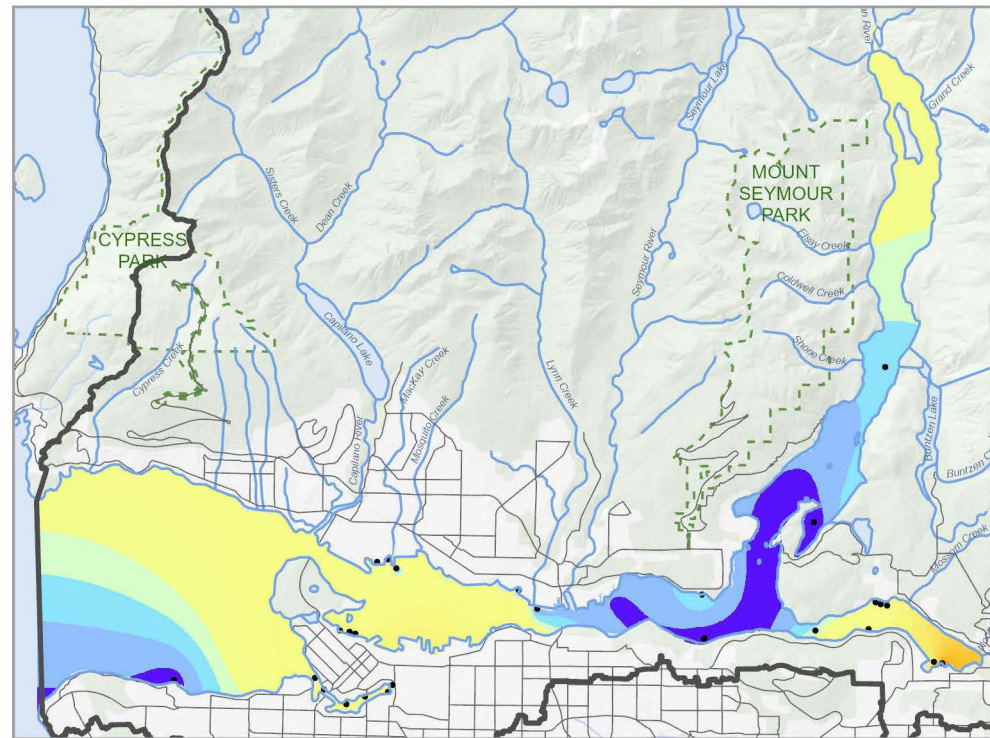 Grand Creek
Seymour Lake
MOUNT
SEYMOUR
PARK
Sisters Creek
Dean Creek
CYPRESS
PARK
Elsay Creek
Seymour River
Coldwell Creek
Capilano Lake
Shone Creek
Cypress Creek
MacKay Creek
Lynn Creek
Mosquito Creek
Buntzen Lake
Capilano River
Buntzen
Mossom Creek